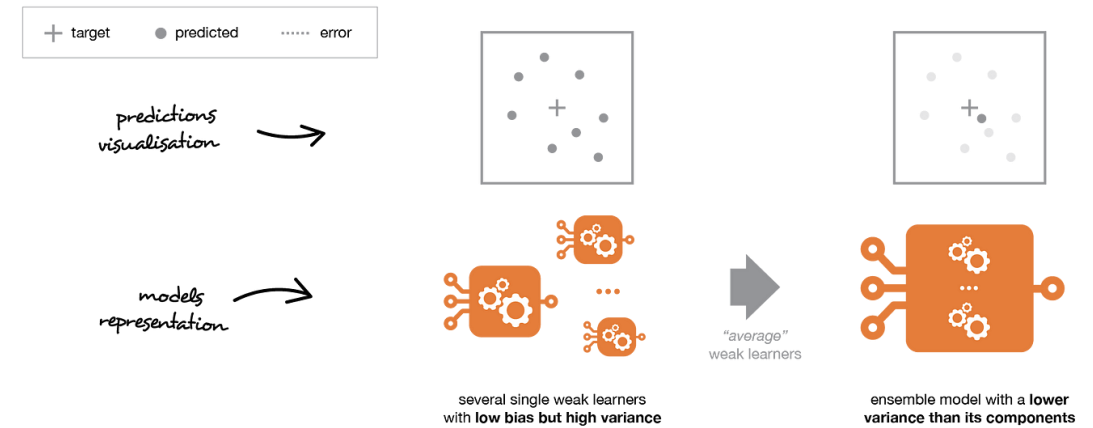 target predicted error
predictions
visualisation
models
representation
"average"
weak learners
several single weak learners
with low bias but high variance
ensemble model with a lower
variance than its components